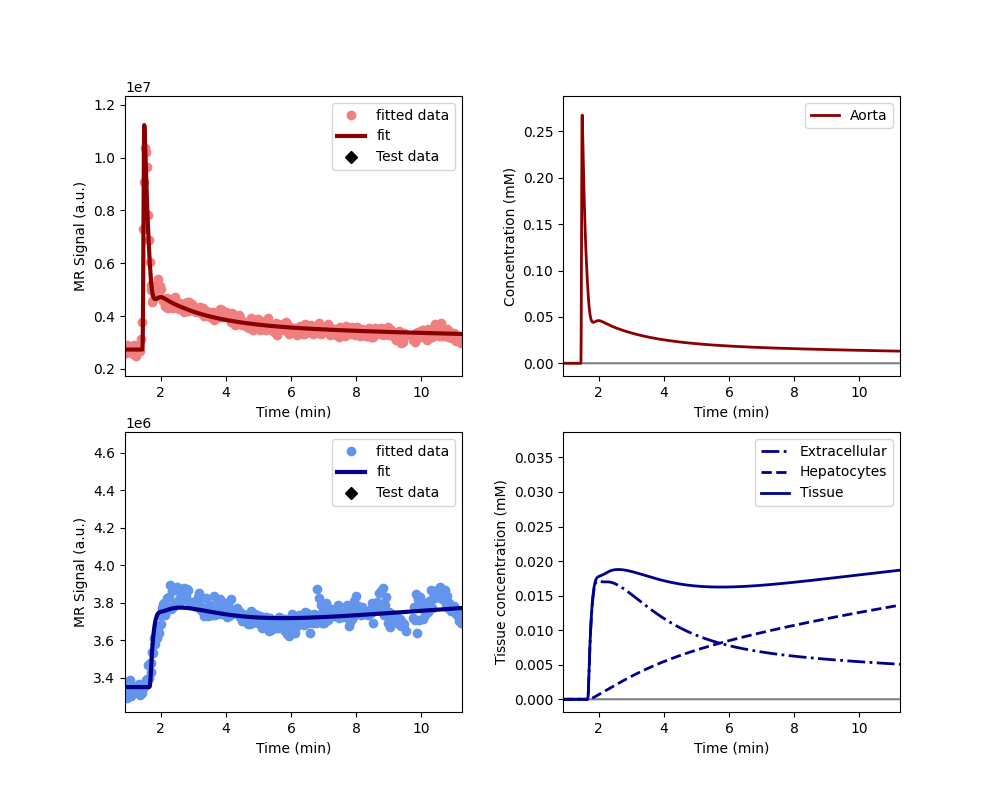 1e7
1.2
1.0
0.8
0.6
0.4
0.2
MR Signal (a.u.)
fitted data
fit
Test data
2 4 6 8 10
Time (min)
0.25
0.20
0.15
0.10
0.05
0.00
Concentration (mM)
Aorta
2 4 6 8 10
Time (min)
1e6
4.6
4.4
4.2
4.0
3.8
3.6
3.4
MR Signal (a.u.)
fitted data
fit
Test data
2 4 6 8 10
Time (min)
0.035
0.030
0.025
0.020
0.015
0.010
0.005
0.000
Tissue concentration (mM)
Extracellular
Hepatocytes
Tissue
2 4 6 8 10
Time (min)